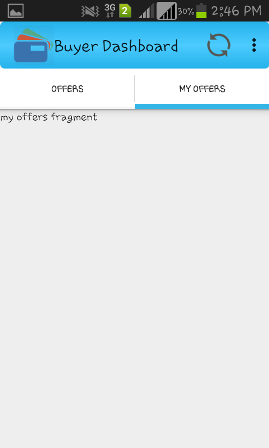 3G 2 30% 2:46 PM
Buyer Dashboard
OFFERS MY OFFERS
my offers fragment